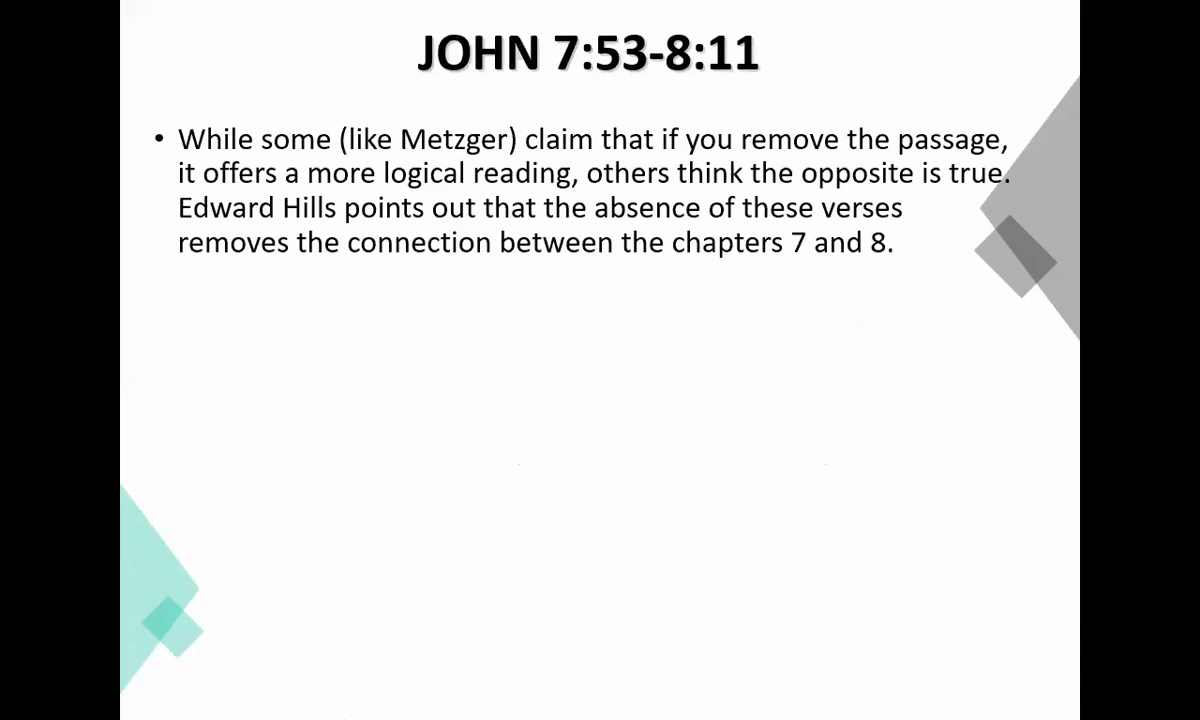 JOHN 7:53-8:11
• While some (like Metzger) claim that if you remove the passage,
it offers a more logical reading, others think the opposite is true.
Edward Hills points out that the absence of these verses
removes the connection between the chapters 7 and 8.